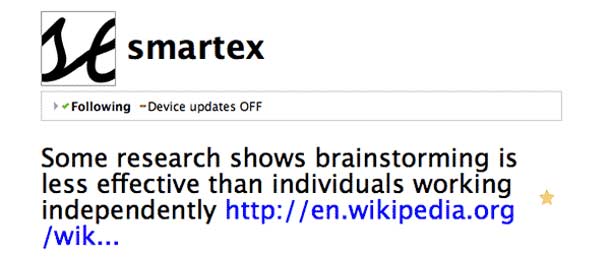 se
smartex
Following Device updates OFF
Some research shows brainstorming is
less effective than individuals working
independently http://en.wikipedia.org
/wik...